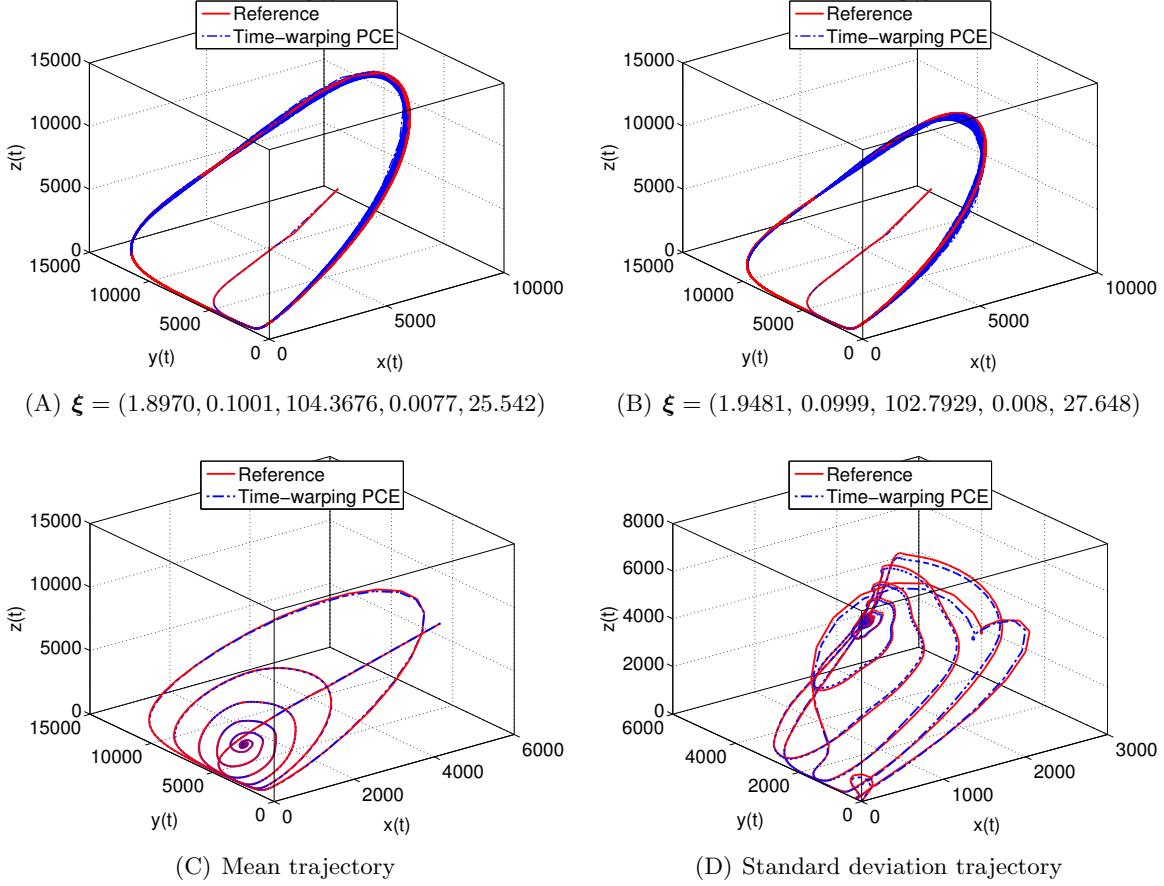 Reference
Time-warping PCE
15000
10000
5000
0
15000
10000
5000
0
0
5000
10000
z(t)
y(t)
x(t)
(A) ξ = (1.8970, 0.1001, 104.3676, 0.0077, 25.542)
Reference
Time-warping PCE
15000
10000
5000
0
15000
10000
5000
0
0
5000
10000
z(t)
y(t)
x(t)
(B) ξ = (1.9481, 0.0999, 102.7929, 0.008, 27.648)
Reference
Time-warping PCE
15000
10000
5000
0
15000
10000
5000
0
0
2000
4000
6000
z(t)
y(t)
x(t)
(C) Mean trajectory
Reference
Time-warping PCE
8000
6000
4000
2000
0
6000
4000
2000
0
0
1000
2000
3000
z(t)
y(t)
x(t)
(D) Standard deviation trajectory